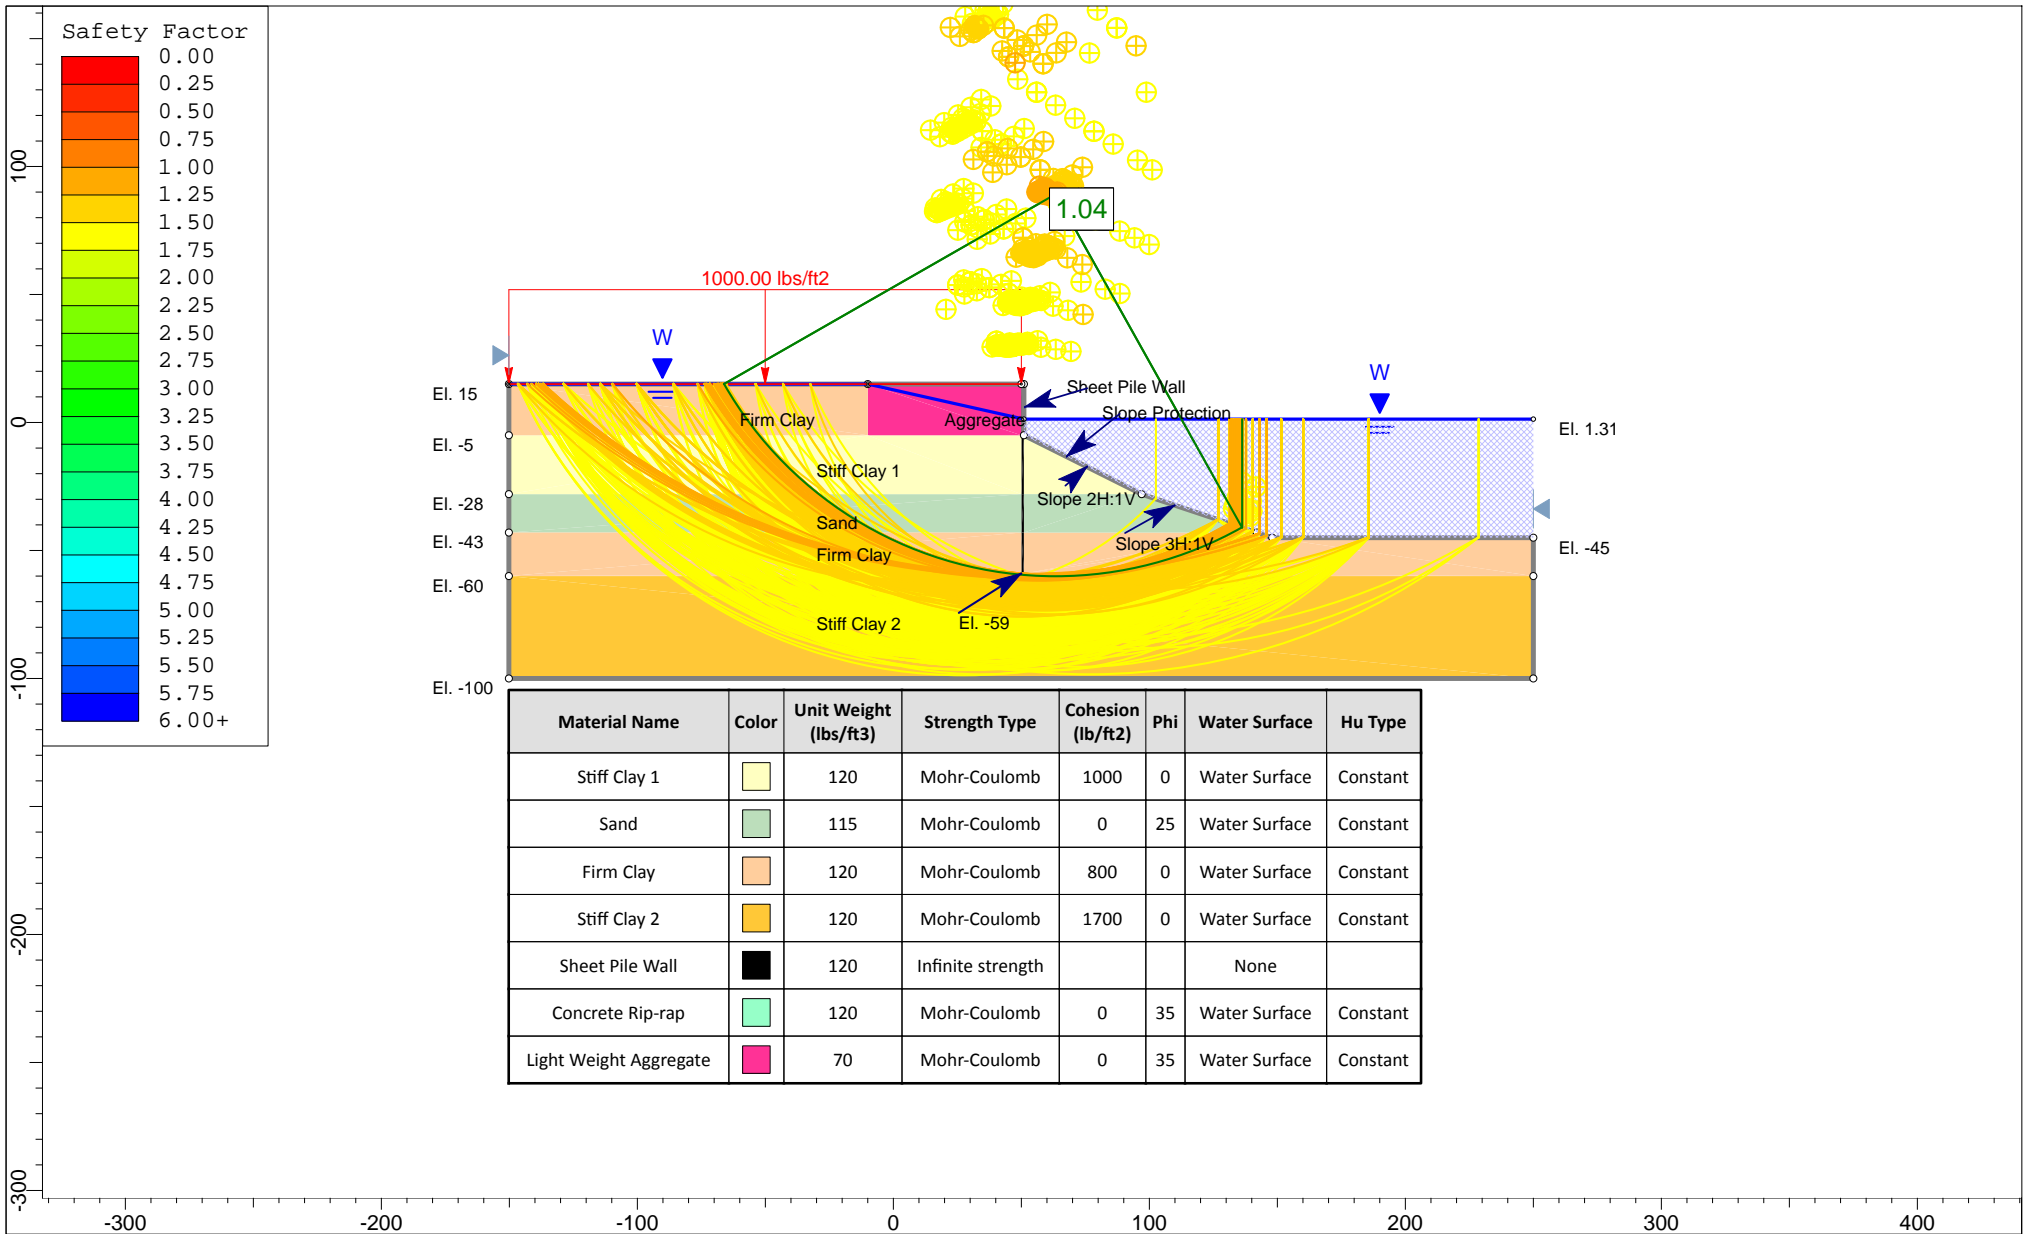 Safety Factor
0.00
0.25
0.50
0.75
1.00
1.25
1.50
1.75
2.00
2.25
2.50
2.75
3.00
3.25
3.50
3.75
4.00
4.25
4.50
4.75
5.00
5.25
5.50
5.75
6.00+
1.04
1000.00 lbs/ft2
W
W
Sheet Pile Wall
Slope Protection
El. 15
Firm Clay
Aggregate
El. 1.31
El. -5
Stiff Clay 1
Slope 2H:1V
El. -28
Sand
Slope 3H:1V
El. -43
Firm Clay
El. -45
El. -60
Stiff Clay 2
El. -59
El. -100
Material Name Color Unit Weight (lbs/ft3) Strength Type Cohesion (lb/ft2) Phi Water Surface Hu Type
Stiff Clay 1 120 Mohr-Coulomb 1000 0 Water Surface Constant
Sand 115 Mohr-Coulomb 0 25 Water Surface Constant
Firm Clay 120 Mohr-Coulomb 800 0 Water Surface Constant
Stiff Clay 2 120 Mohr-Coulomb 1700 0 Water Surface Constant
Sheet Pile Wall 120 Infinite strength None
Concrete Rip-rap 120 Mohr-Coulomb 0 35 Water Surface Constant
Light Weight Aggregate 70 Mohr-Coulomb 0 35 Water Surface Constant
100
0
-100
-200
-300
-300 -200 -100 0 100 200 300 400